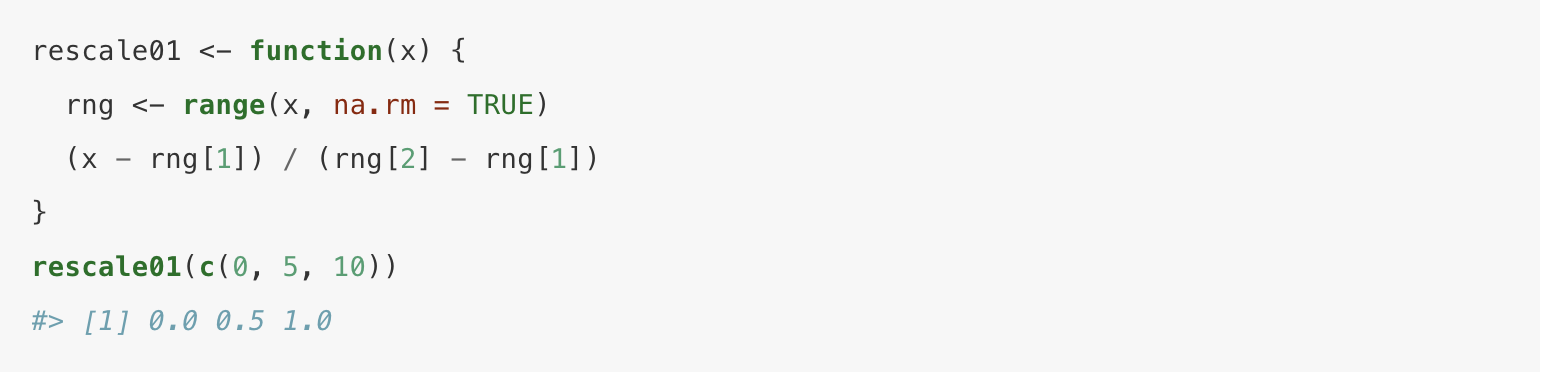 rescale01 <- function(x) {
  rng <- range(x, na.rm = TRUE)
  (x - rng[1]) / (rng[2] - rng[1])
}
rescale01(c(0, 5, 10))
#> [1] 0.0 0.5 1.0